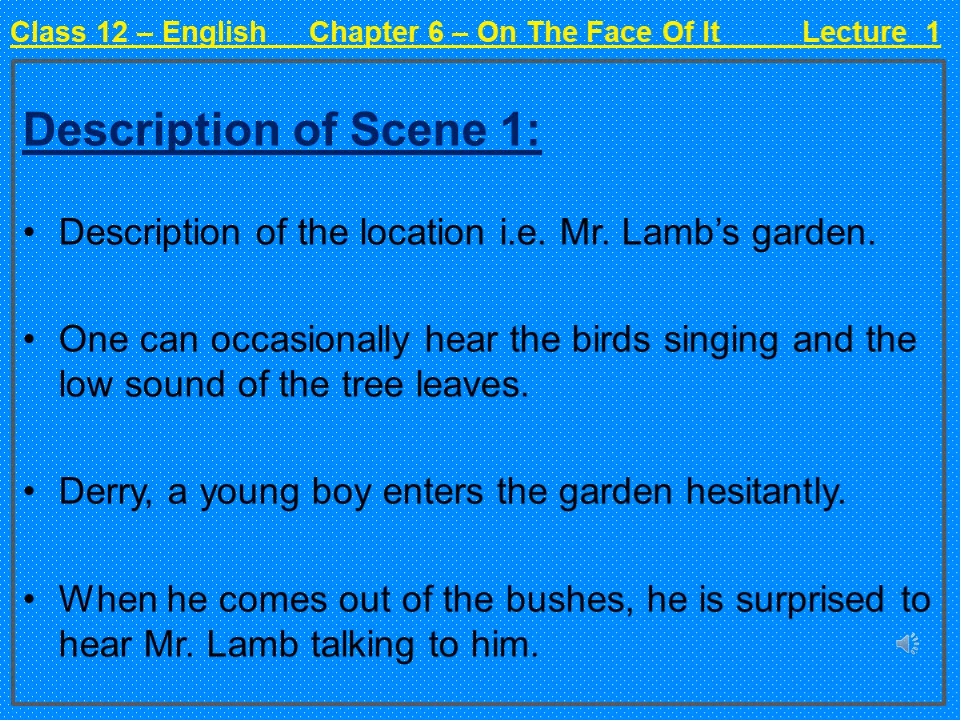 Class 12 – English Chapter 6 – On The Face Of It Lecture 1
Description of Scene 1:
• Description of the location i.e. Mr. Lamb’s garden.
• One can occasionally hear the birds singing and the
low sound of the tree leaves.
• Derry, a young boy enters the garden hesitantly.
• When he comes out of the bushes, he is surprised to
hear Mr. Lamb talking to him.